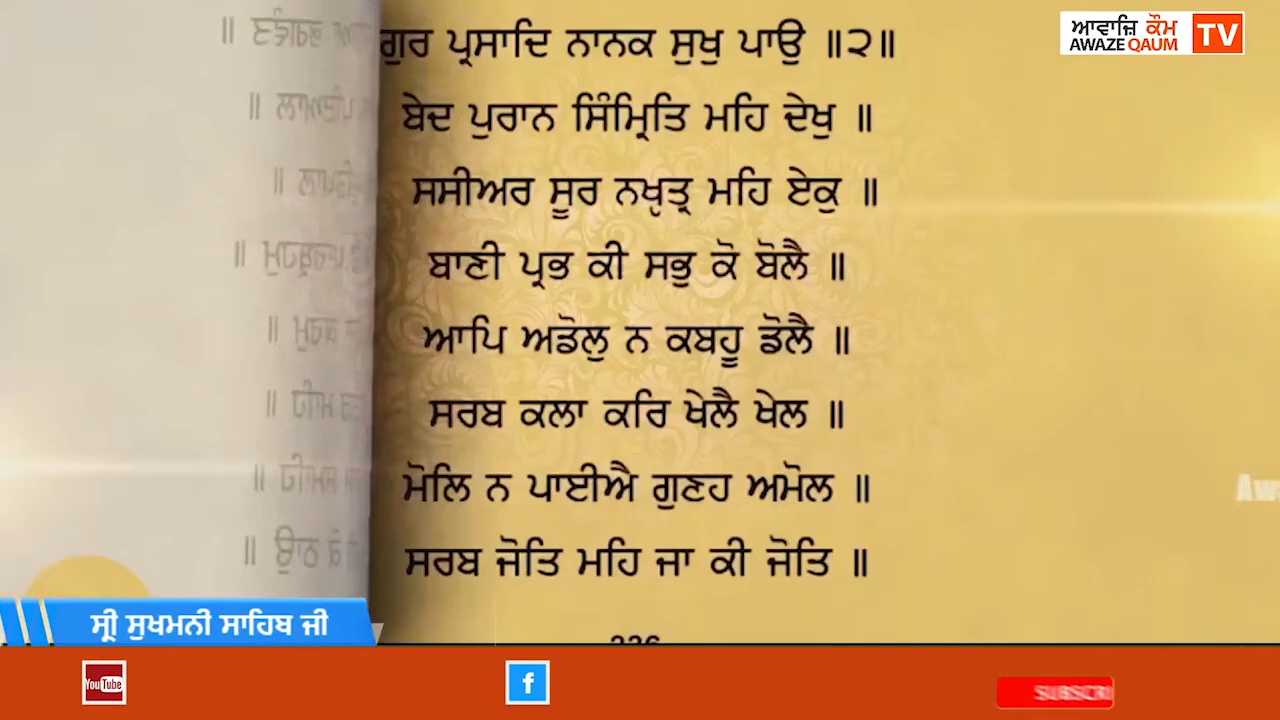 ਆਵਾਜ਼ਿ ਕੌਮ
AWAZE QAUM TV
ਗੁਰ ਪ੍ਰਸਾਦਿ ਨਾਨਕ ਸੁਖੁ ਪਾਉ ॥੨॥
ਬੇਦ ਪੁਰਾਨ ਸਿੰਮ੍ਰਿਤਿ ਮਹਿ ਦੇਖੁ ॥
ਸਸੀਅਰ ਸੂਰ ਨਖੵਤ੍ਰ ਮਹਿ ਏਕੁ ॥
ਬਾਣੀ ਪ੍ਰਭ ਕੀ ਸਭੁ ਕੋ ਬੋਲੈ ॥
ਆਪਿ ਅਡੋਲੁ ਨ ਕਬਹੂ ਡੋਲੈ ॥
ਸਰਬ ਕਲਾ ਕਰਿ ਖੇਲੈ ਖੇਲ ॥
ਮੋਲਿ ਨ ਪਾਈਐ ਗੁਣਹ ਅਮੋਲ ॥
ਸਰਬ ਜੋਤਿ ਮਹਿ ਜਾ ਕੀ ਜੋਤਿ ॥
ਸ੍ਰੀ ਸੁਖਮਨੀ ਸਾਹਿਬ ਜੀ
YouTube
f
SUBSCRI